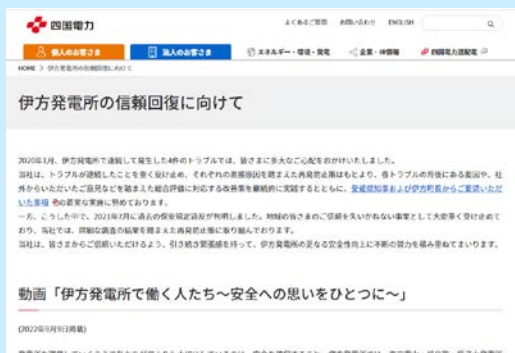 四国電力
よくあるご質問 お問い合わせ ENGLISH
個人のお客さま 法人のお客さま エネルギー・環境・発電 企業・IR情報 四国電力送配電
HOME > 伊方発電所の信頼回復に向けて
伊方発電所の信頼回復に向けて
2020年1月、伊方発電所で連続して発生した4件のトラブルでは、皆さまに多大なご心配をおかけいたしました。
当社は、トラブルが連続したことを重く受け止め、それぞれの直接原因を踏まえた再発防止策はもとより、各トラブルの背後にある要因や、社
外からいただいたご意見などを踏まえた総合評価に対応する改善策を継続的に実践するとともに、愛媛県知事および伊方町長からご要請いただ
いた事項 の着実な実施に努めております。
一方、こうした中で、2021年7月に過去の保安規定違反が判明しました。地域の皆さまのご信頼を失いかねない事案として大変重く受け止めて
おり、当社では、詳細な調査の結果を踏まえた再発防止策に取り組んでおります。
当社は、皆さまからご信頼いただけるよう、引き続き緊張感を持って、伊方発電所の更なる安全性向上に不断の努力を積み重ねてまいります。
動画「伊方発電所で働く人たち～安全への思いをひとつに～」
(2022年9月9日掲載)